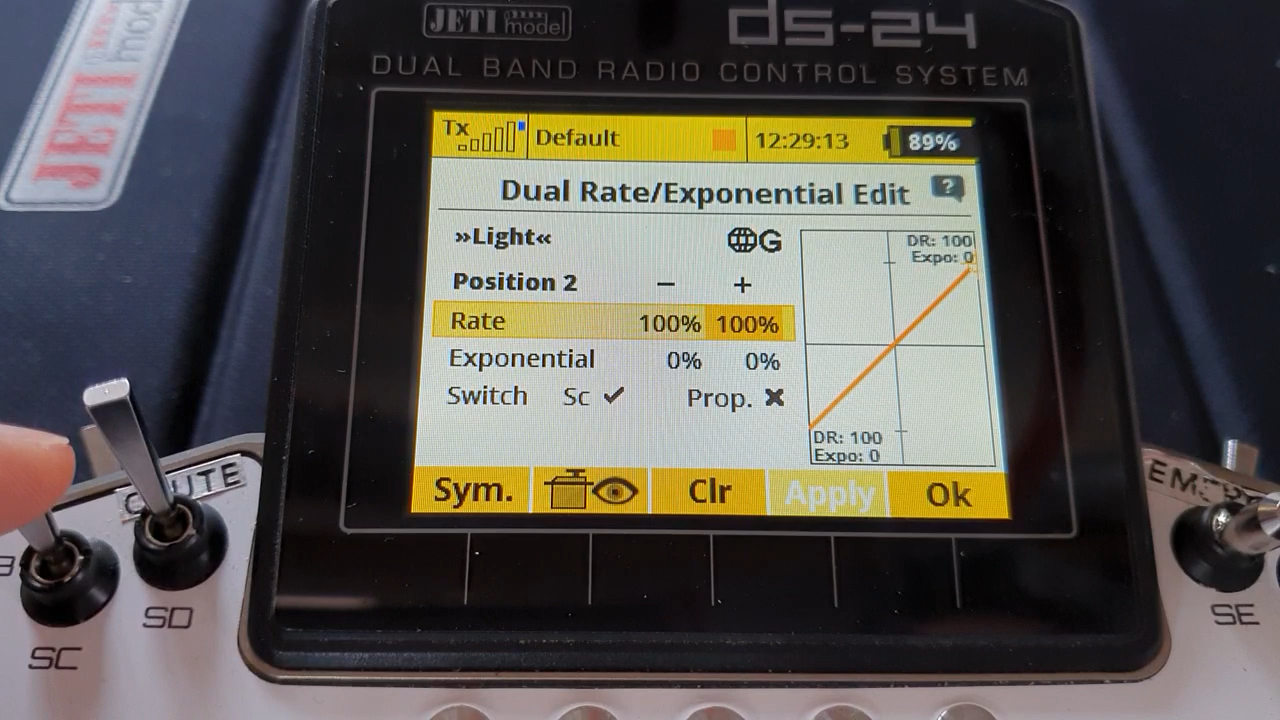 JETI model
ds-24
DUAL BAND RADIO CONTROL SYSTEM
JETI model
Tx Default 12:29:13 89%
Dual Rate/Exponential Edit ?
»Light« G
Position 2 − +
Rate 100% 100%
Exponential 0% 0%
Switch Sc ✔ Prop. ✖
DR: 100
Expo: 0
DR: 100
Expo: 0
Sym. Clr Apply Ok
SC
SD
SE